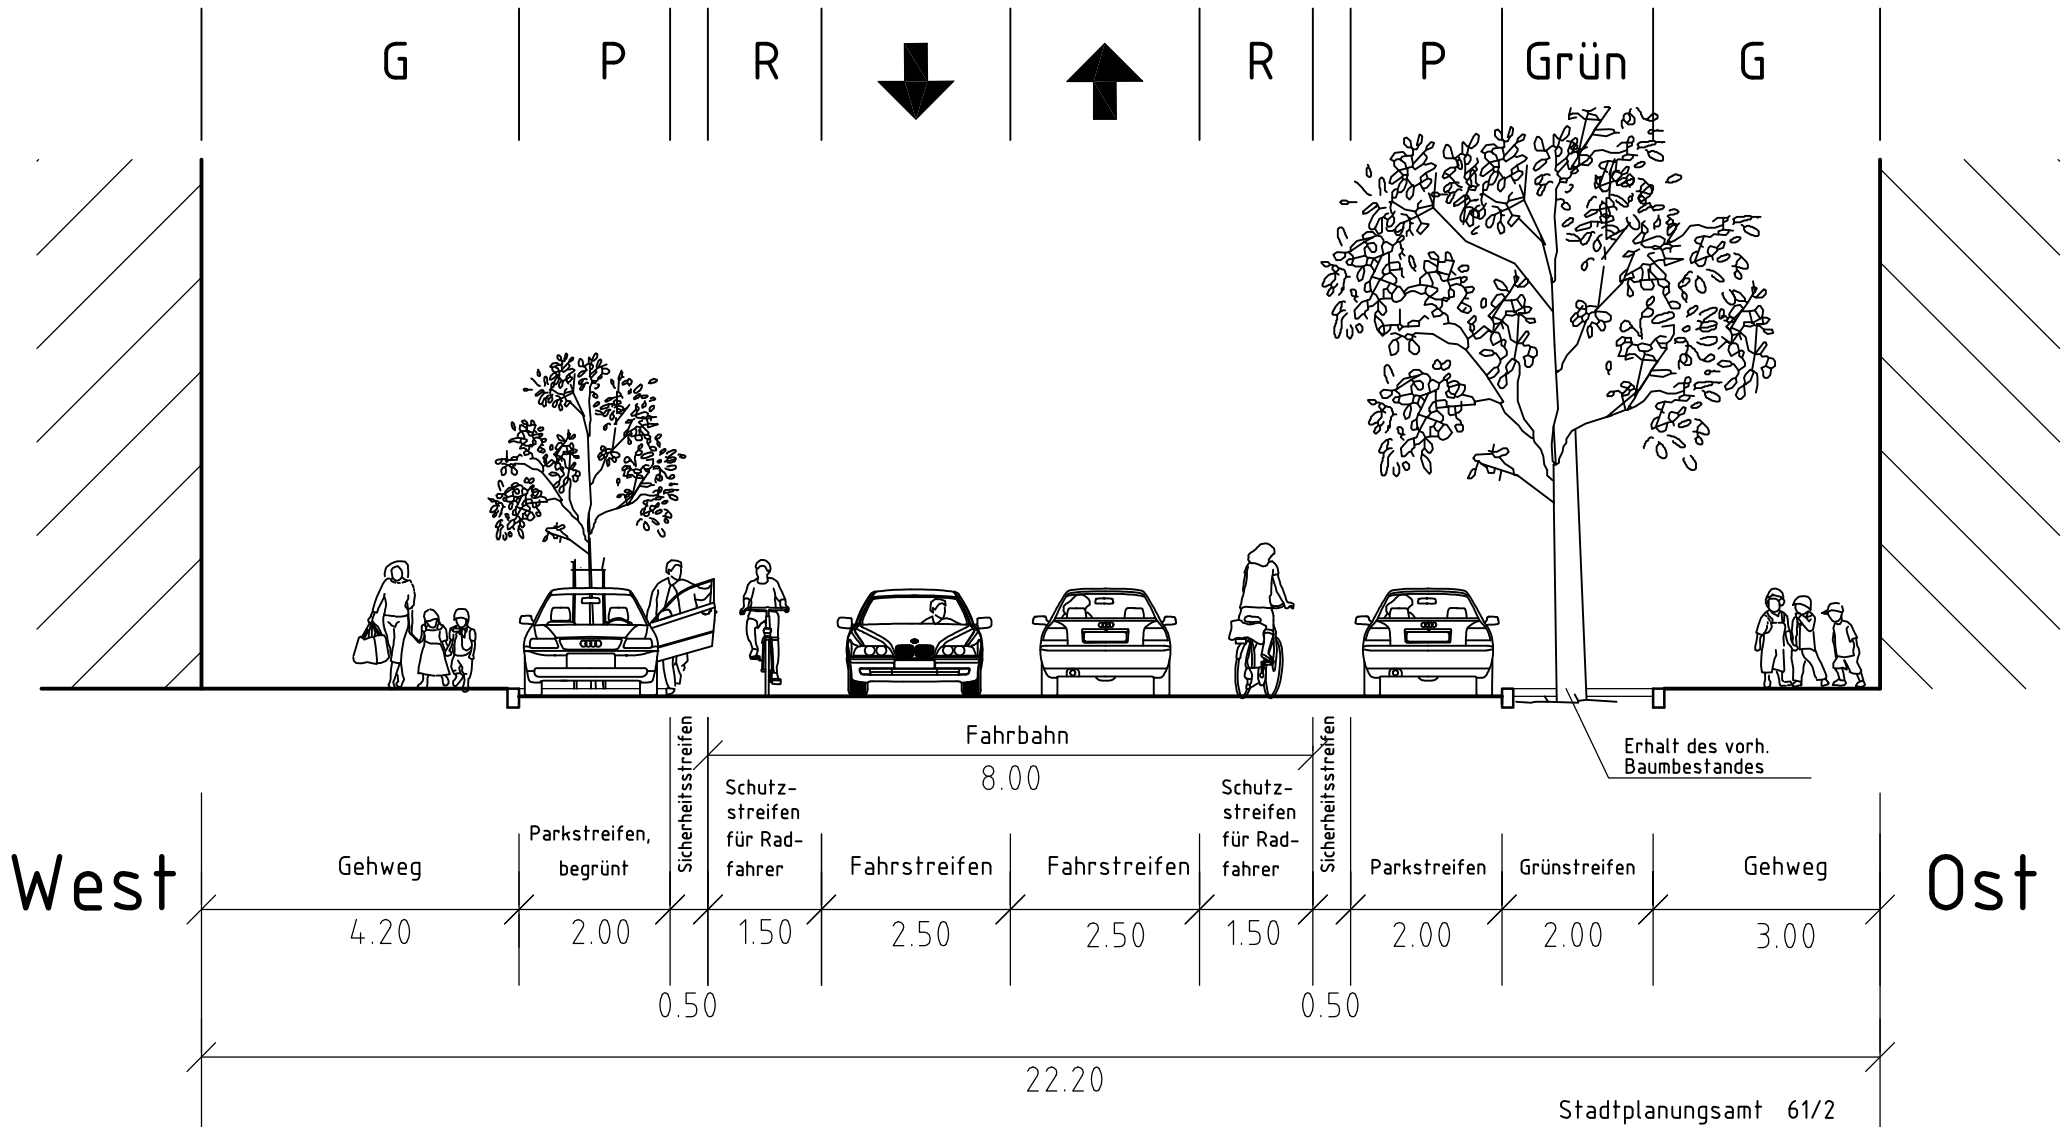 G P R R P Grün G
Fahrbahn
8.00
Erhalt des vorh.
Baumbestandes
Sicherheitsstreifen
Sicherheitsstreifen
Schutz-
streifen
für Rad-
fahrer
Schutz-
streifen
für Rad-
fahrer
Parkstreifen,
begrünt
West
Gehweg
Fahrstreifen
Fahrstreifen
Parkstreifen
Grünstreifen
Gehweg
Ost
4.20 2.00 1.50 2.50 2.50 1.50 2.00 2.00 3.00
0.50 0.50
22.20
Stadtplanungsamt 61/2